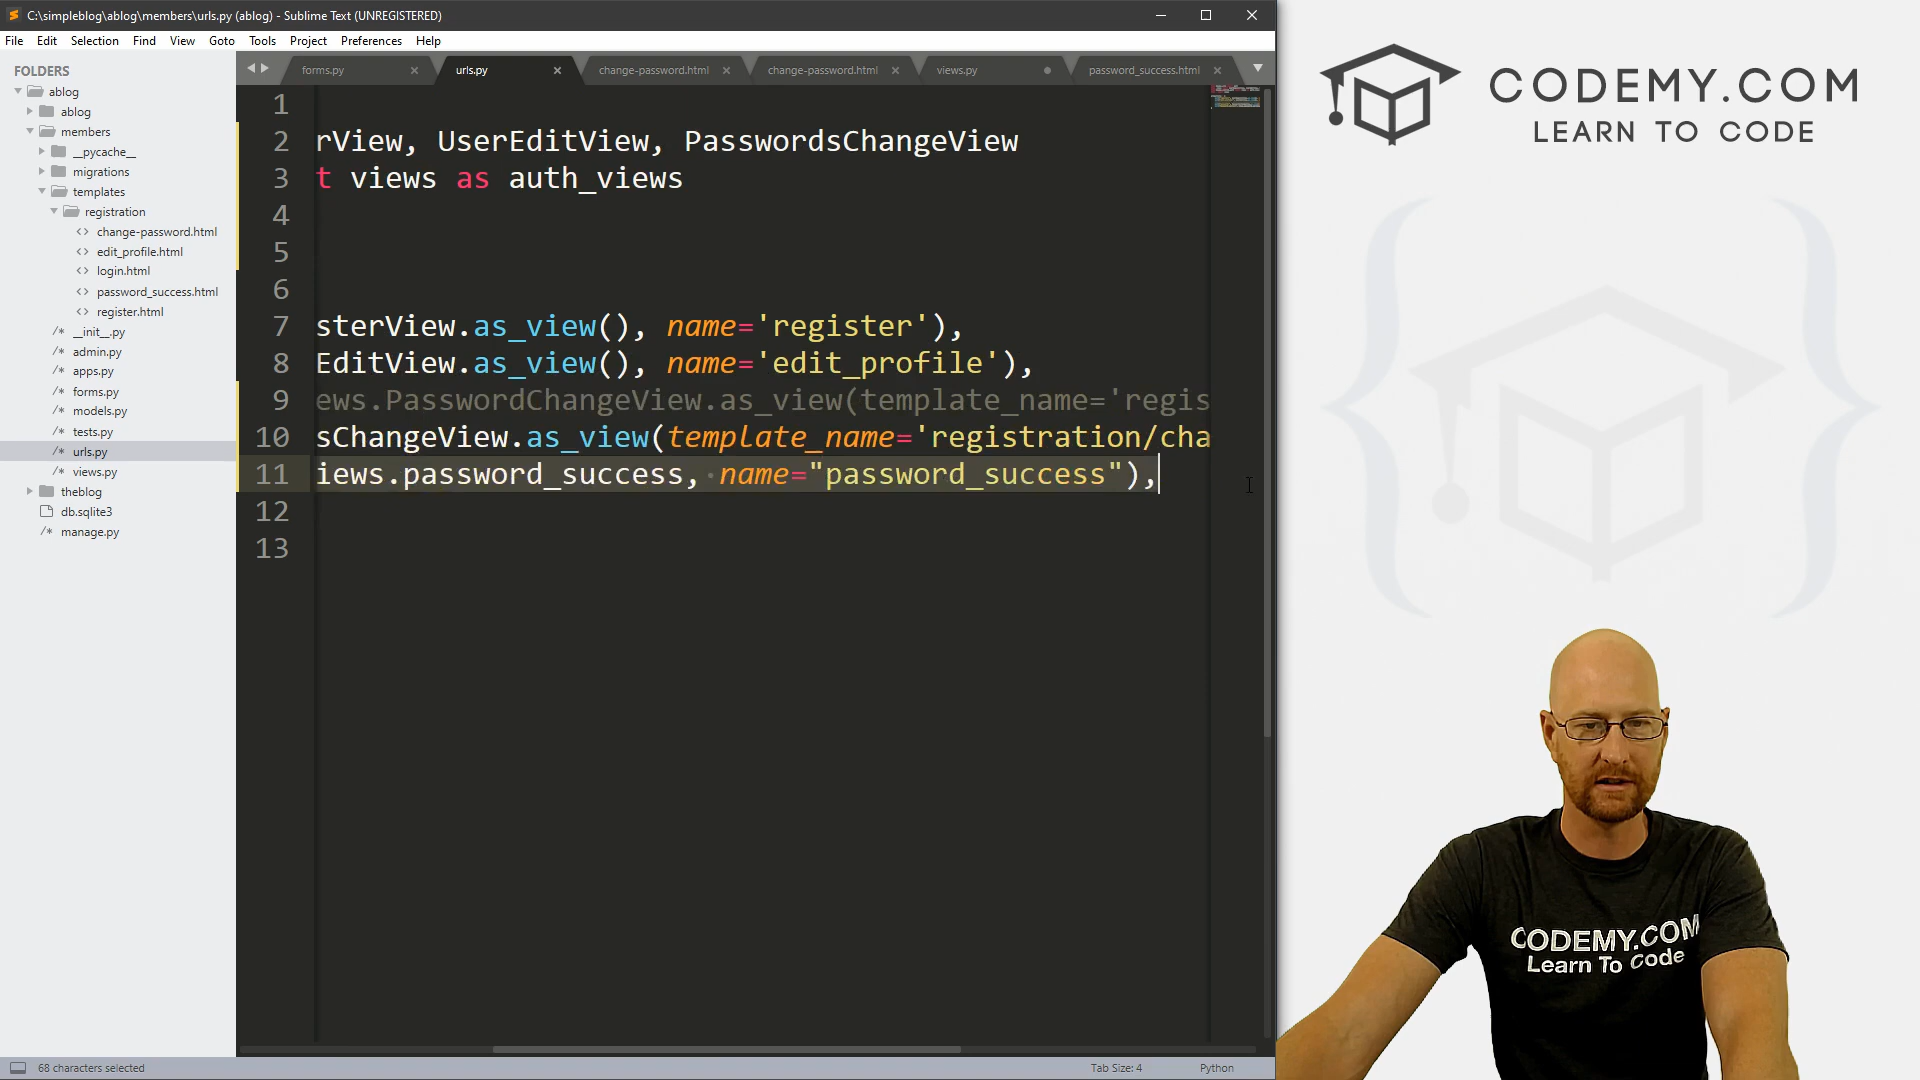 C:\simpleblog\ablog\members\urls.py (ablog) - Sublime Text (UNREGISTERED)
File Edit Selection Find View Goto Tools Project Preferences Help
FOLDERS
ablog
ablog
members
__pycache__
migrations
templates
registration
change-password.html
edit_profile.html
login.html
password_success.html
register.html
__init__.py
admin.py
apps.py
forms.py
models.py
tests.py
urls.py
views.py
theblog
db.sqlite3
manage.py
forms.py urls.py change-password.html change-password.html views.py password_success.html
1
2 rView, UserEditView, PasswordsChangeView
3 t views as auth_views
4
5
6
7 sterView.as_view(), name='register'),
8 EditView.as_view(), name='edit_profile'),
9 ews.PasswordChangeView.as_view(template_name='regis
10 sChangeView.as_view(template_name='registration/cha
11 iews.password_success, name="password_success"),
12
13
68 characters selected Tab Size: 4 Python
CODEMY.COM
LEARN TO CODE
CODEMY.COM
Learn To Code